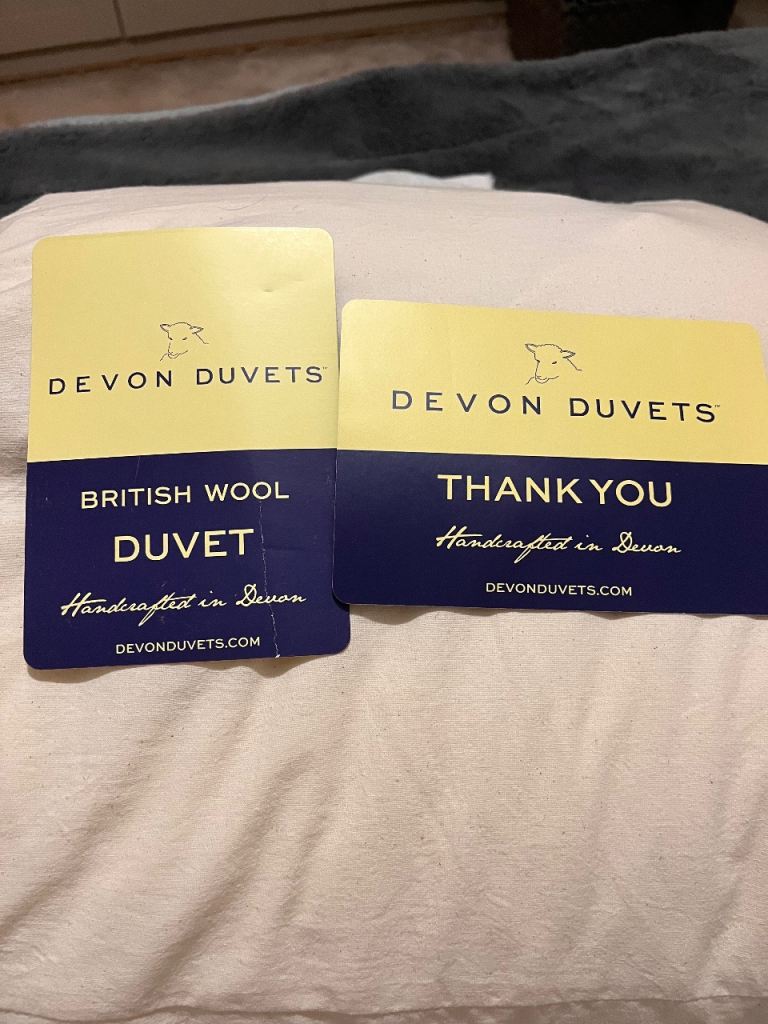 DEVON DUVETS™
BRITISH WOOL
DUVET
Handcrafted in Devon
DEVONDUVETS.COM
DEVON DUVETS™
THANK YOU
Handcrafted in Devon
DEVONDUVETS.COM